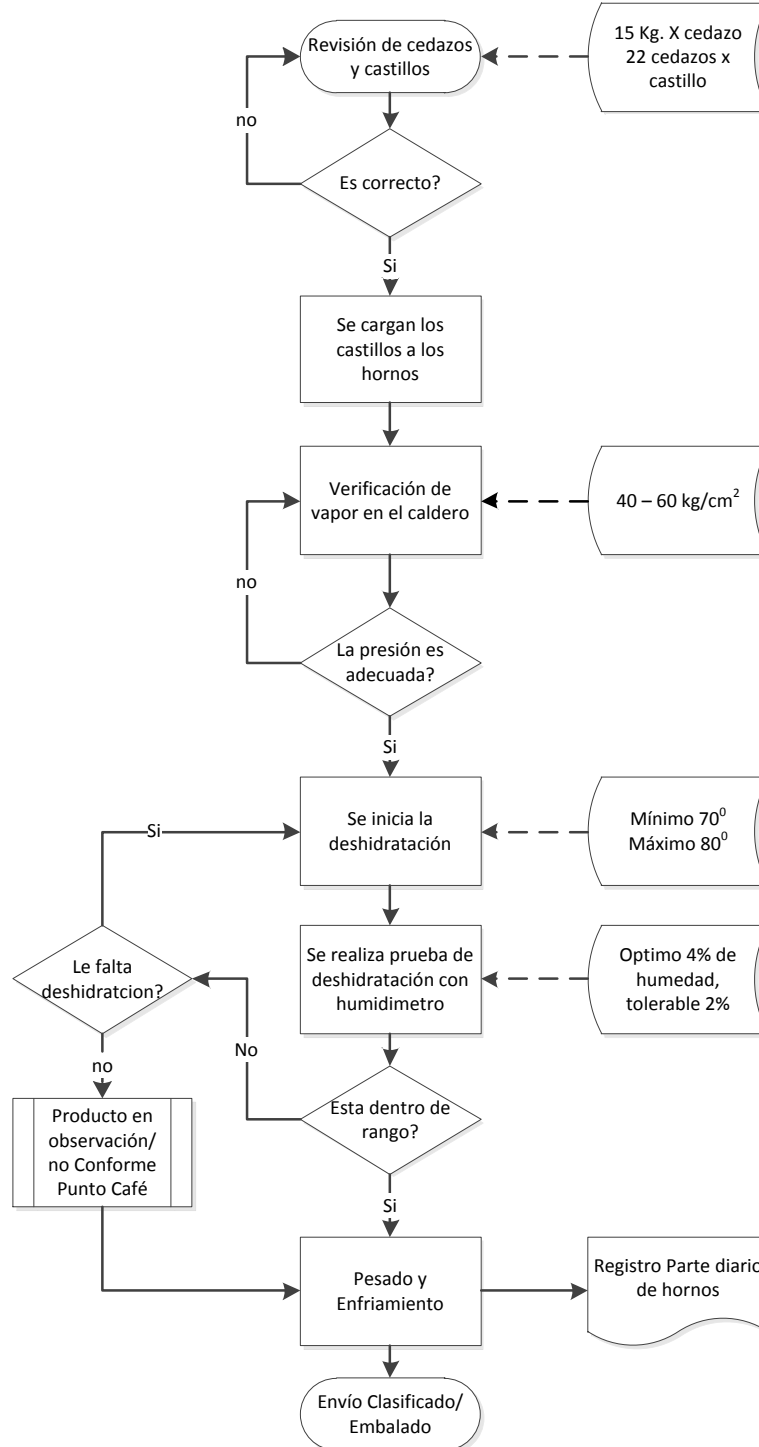 Revisión de cedazos
y castillos
15 Kg. X cedazo
22 cedazos x
castillo
no
Es correcto?
Si
Se cargan los
castillos a los
hornos
Verificación de
vapor en el caldero
40 – 60 kg/cm²
no
La presión es
adecuada?
Si
Se inicia la
deshidratación
Mínimo 70⁰
Máximo 80⁰
Si
Se realiza prueba de
deshidratación con
humidimetro
Optimo 4% de
humedad,
tolerable 2%
Le falta
deshidratcion?
No
no
Esta dentro de
rango?
Producto en
observación/
no Conforme
Punto Café
Si
Pesado y
Enfriamiento
Registro Parte diario
de hornos
Envío Clasificado/
Embalado